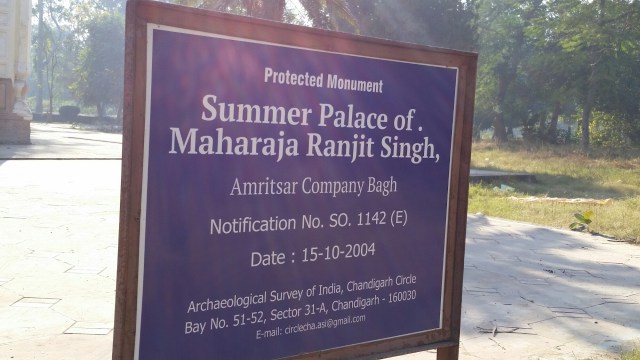 Protected Monument
Summer Palace of .
Maharaja Ranjit Singh,
Amritsar Company Bagh
Notification No. SO. 1142 (E)
Date : 15-10-2004
Archaeological Survey of India, Chandigarh Circle
Bay No. 51-52, Sector 31-A, Chandigarh - 160030
E-mail: circlecha.asi@gmail.com